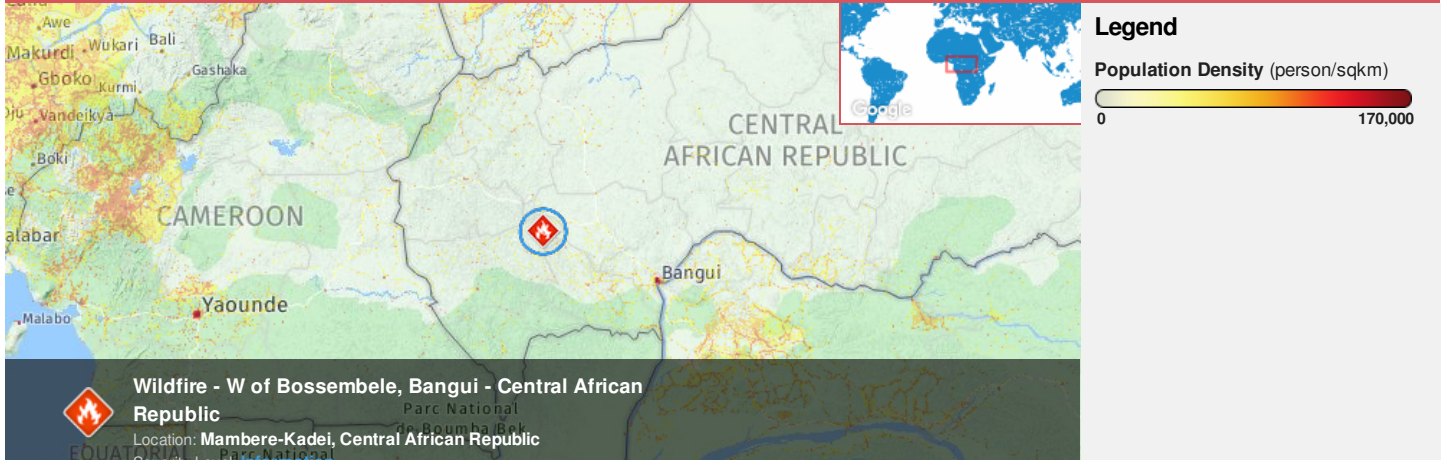 Awe
Makurdi
Wukari
Bali
Gboko
Gashaka
Kurmi
Vandeikya
Boki
CAMEROON
alabar
Yaounde
Malabo
CENTRAL
AFRICAN REPUBLIC
Bangui
Google
Legend
Population Density (person/sqkm)
0 170,000
Wildfire - W of Bossembele, Bangui - Central African
Republic
Parc National
de Boumba/Bek
Location: Mambere-Kadei, Central African Republic
EQUATORIAL
Parc National